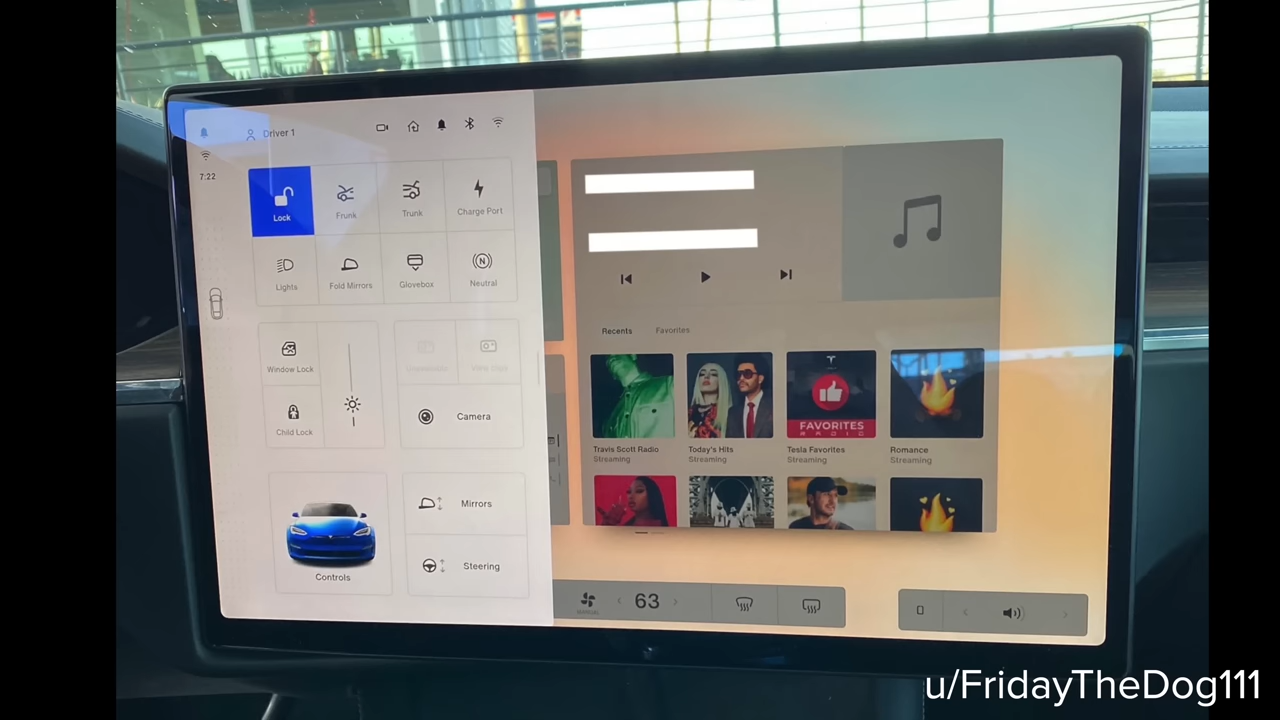 Driver 1
7:22
Lock
Frunk
Trunk
Charge Port
Lights
Fold Mirrors
Glovebox
N
Neutral
Window Lock
Child Lock
Camera
Mirrors
Steering
Controls
Recents
Favorites
Travis Scott Radio
Streaming
Today's Hits
Streaming
FAVORITES
RADIO
Tesla Favorites
Streaming
Romance
Streaming
MANUAL
63
u/FridayTheDog111